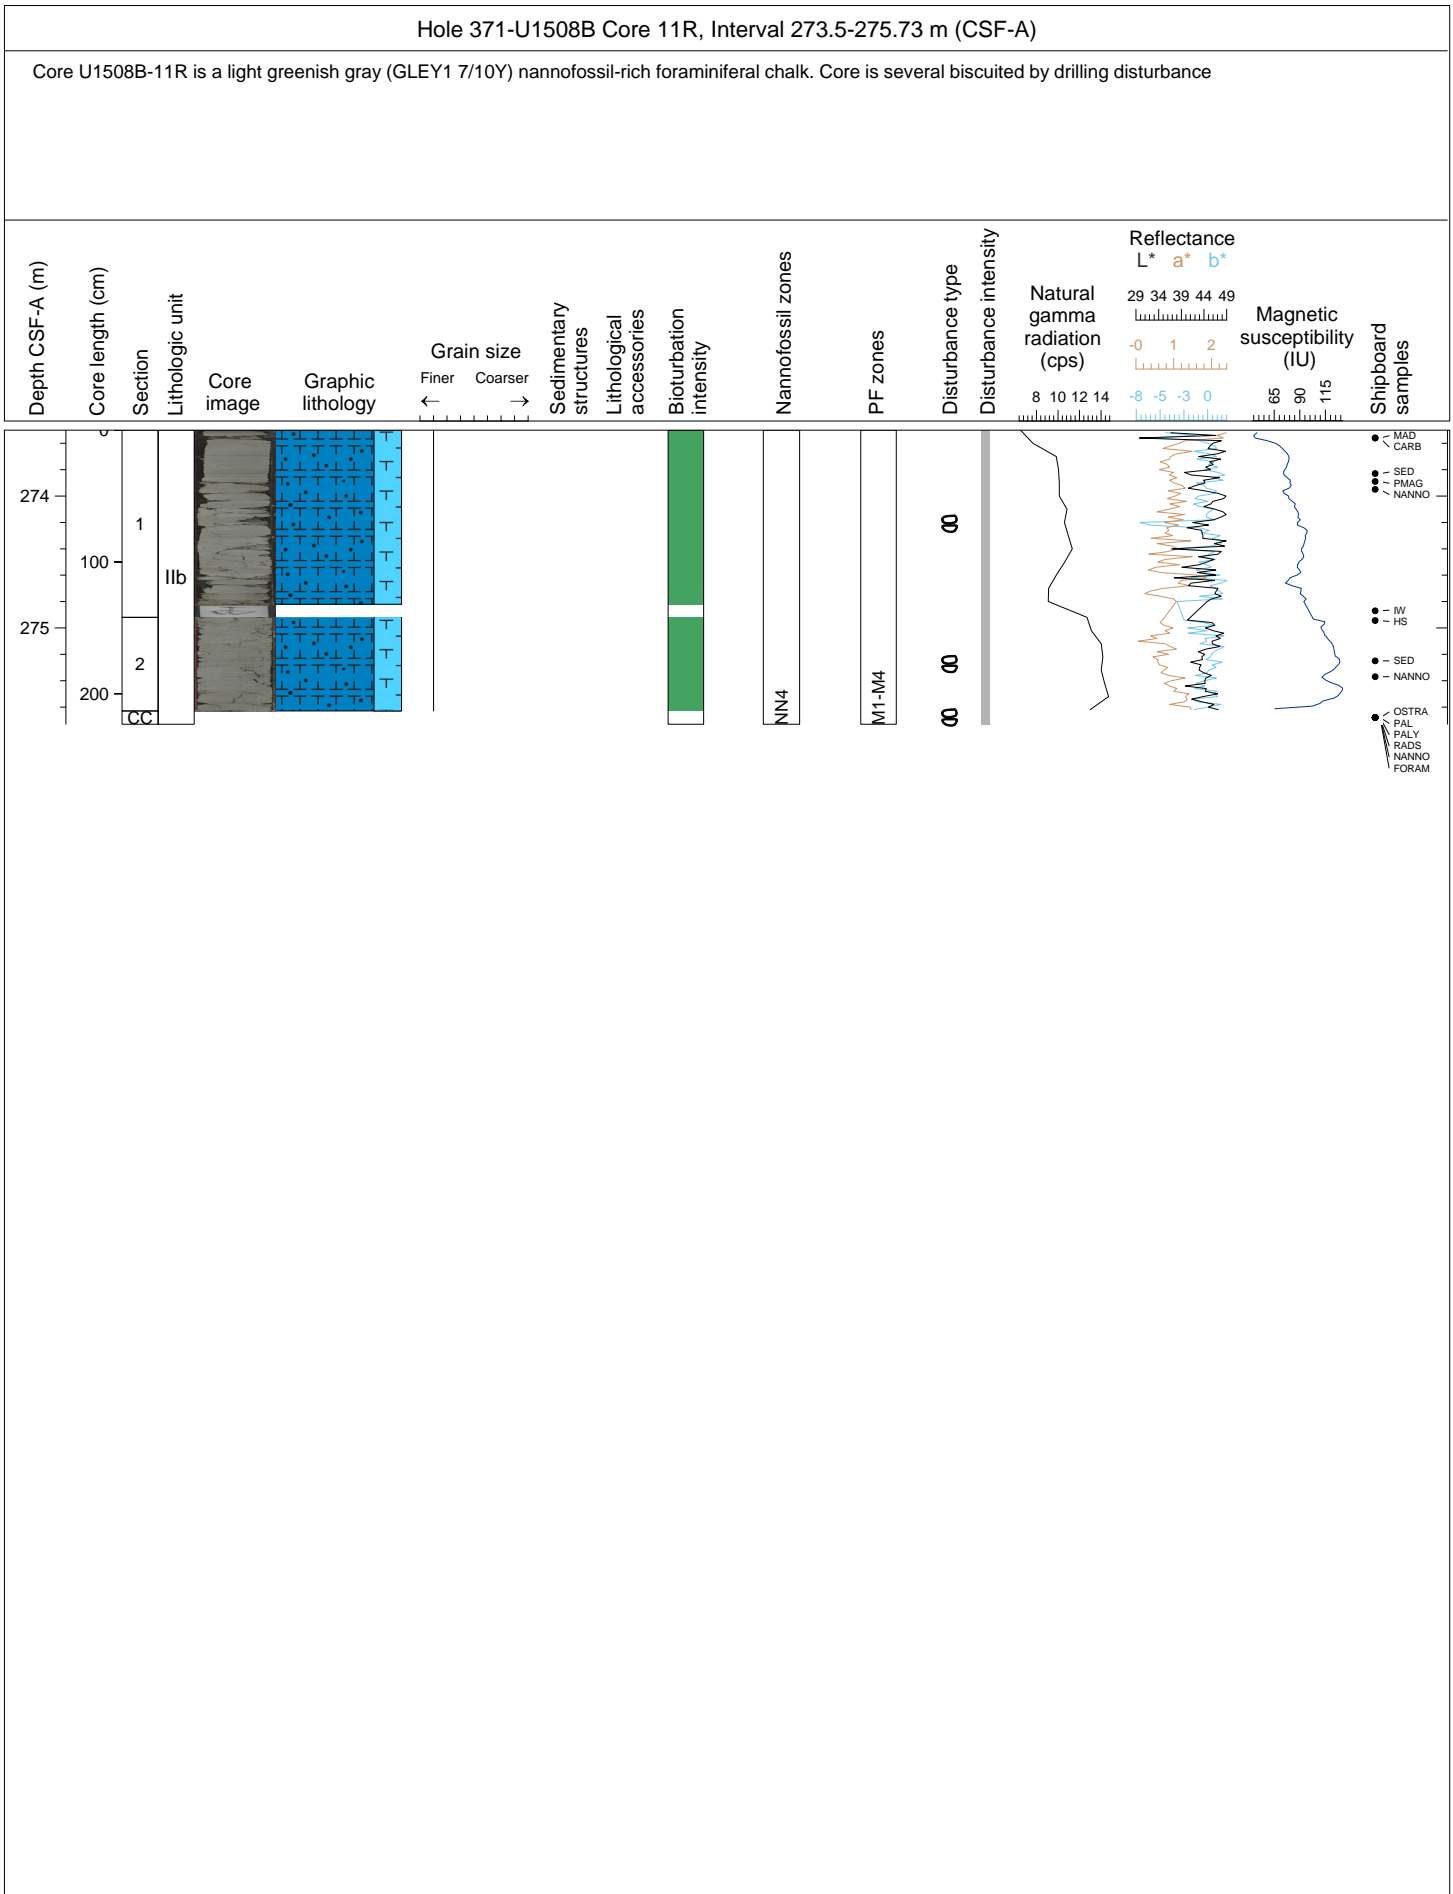 Hole 371-U1508B Core 11R, Interval 273.5-275.73 m (CSF-A)
Core U1508B-11R is a light greenish gray (GLEY1 7/10Y) nannofossil-rich foraminiferal chalk. Core is several biscuited by drilling disturbance
Depth CSF-A (m)
Core length (cm)
Section
Lithologic unit
Core
image
Graphic
lithology
Grain size
Finer Coarser
← →
Sedimentary
structures
Lithological
accessories
Bioturbation
intensity
Nannofossil zones
PF zones
Disturbance type
Disturbance intensity
Natural
gamma
radiation
(cps)
8 10 12 14
Reflectance
L* a* b*
29 34 39 44 49
-0 1 2
-8 -5 -3 0
Magnetic
susceptibility
(IU)
65 90 115
Shipboard
samples
274
275
0
100
200
1
2
CC
IIb
NN4
M1-M4
MAD
CARB
SED
PMAG
NANNO
IW
HS
SED
NANNO
OSTRA
PAL
PALY
RADS
NANNO
FORAM